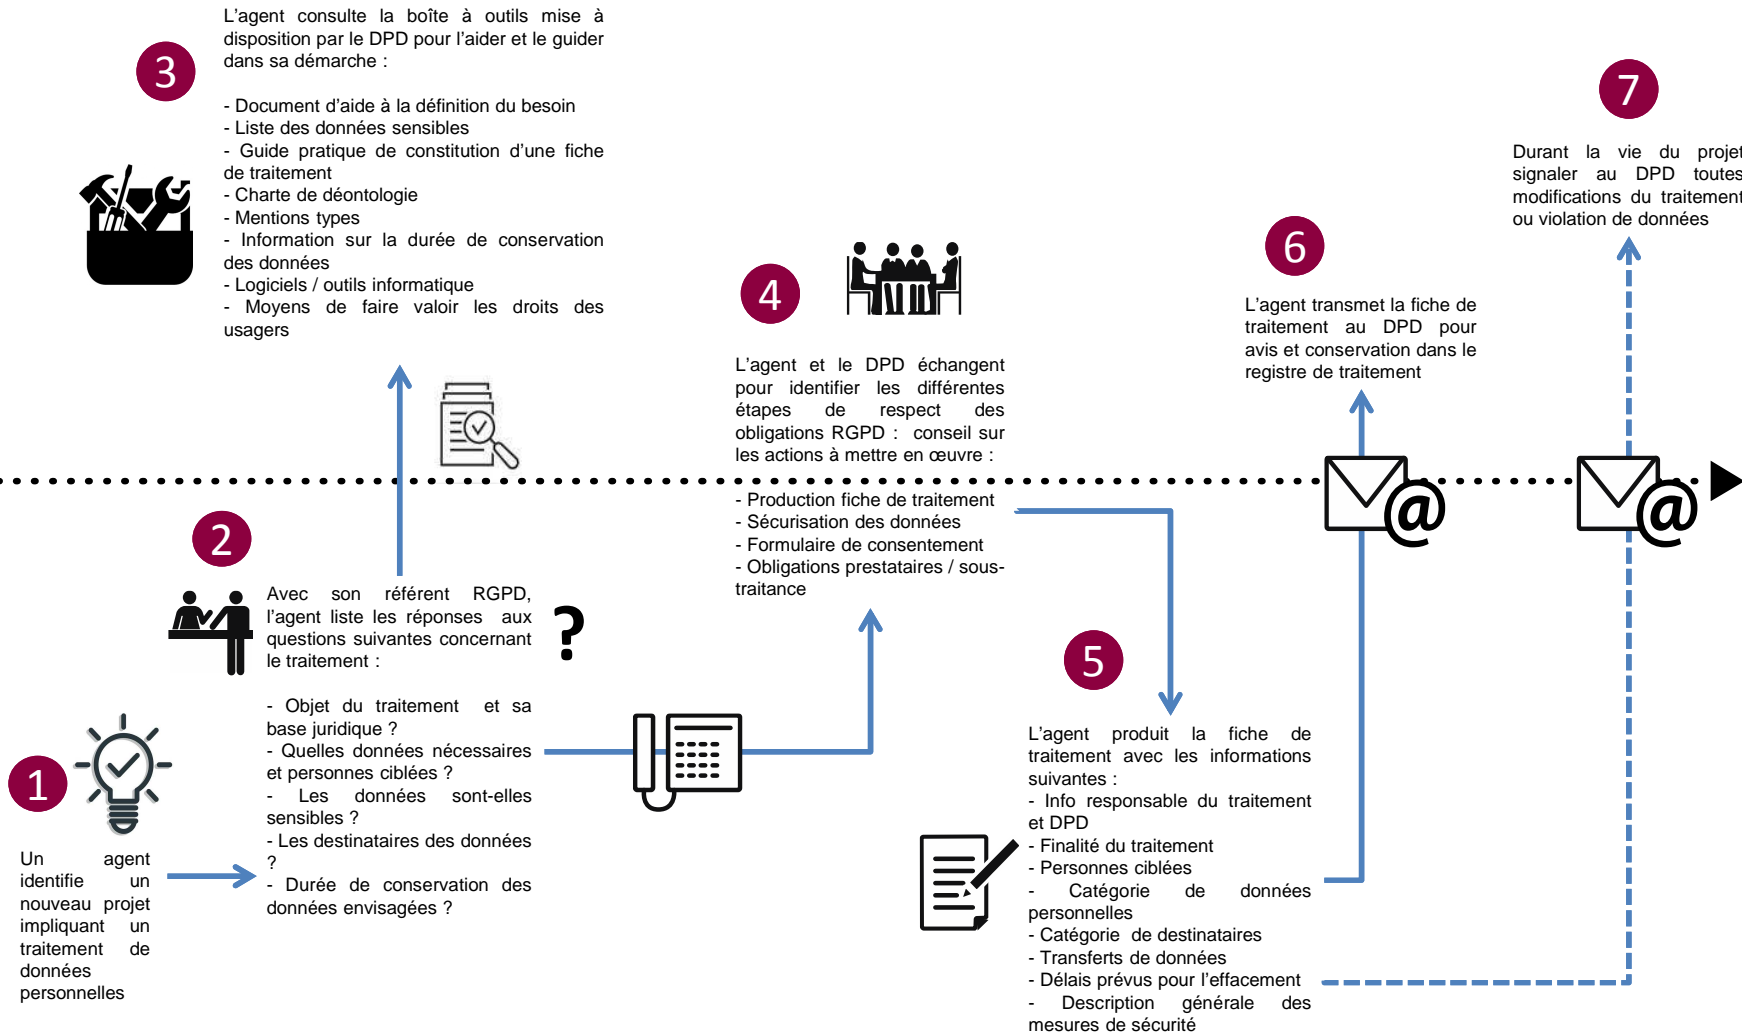 1
Un agent
identifie un
nouveau projet
impliquant un
traitement de
données
personnelles
2
Avec son référent RGPD,
l'agent liste les réponses aux
questions suivantes concernant
le traitement :
?
- Objet du traitement et sa
base juridique ?
- Quelles données nécessaires
et personnes ciblées ?
- Les données sont-elles
sensibles ?
- Les destinataires des données
?
- Durée de conservation des
données envisagées ?
3
L'agent consulte la boîte à outils mise à
disposition par le DPD pour l'aider et le guider
dans sa démarche :
- Document d'aide à la définition du besoin
- Liste des données sensibles
- Guide pratique de constitution d'une fiche
de traitement
- Charte de déontologie
- Mentions types
- Information sur la durée de conservation
des données
- Logiciels / outils informatique
- Moyens de faire valoir les droits des
usagers
4
L'agent et le DPD échangent
pour identifier les différentes
étapes de respect des
obligations RGPD : conseil sur
les actions à mettre en œuvre :
- Production fiche de traitement
- Sécurisation des données
- Formulaire de consentement
- Obligations prestataires / sous-
traitance
5
L'agent produit la fiche de
traitement avec les informations
suivantes :
- Info responsable du traitement
et DPD
- Finalité du traitement
- Personnes ciblées
- Catégorie de données
personnelles
- Catégorie de destinataires
- Transferts de données
- Délais prévus pour l'effacement
- Description générale des
mesures de sécurité
6
L'agent transmet la fiche de
traitement au DPD pour
avis et conservation dans le
registre de traitement
@
7
Durant la vie du projet
signaler au DPD toutes
modifications du traitement
ou violation de données
@